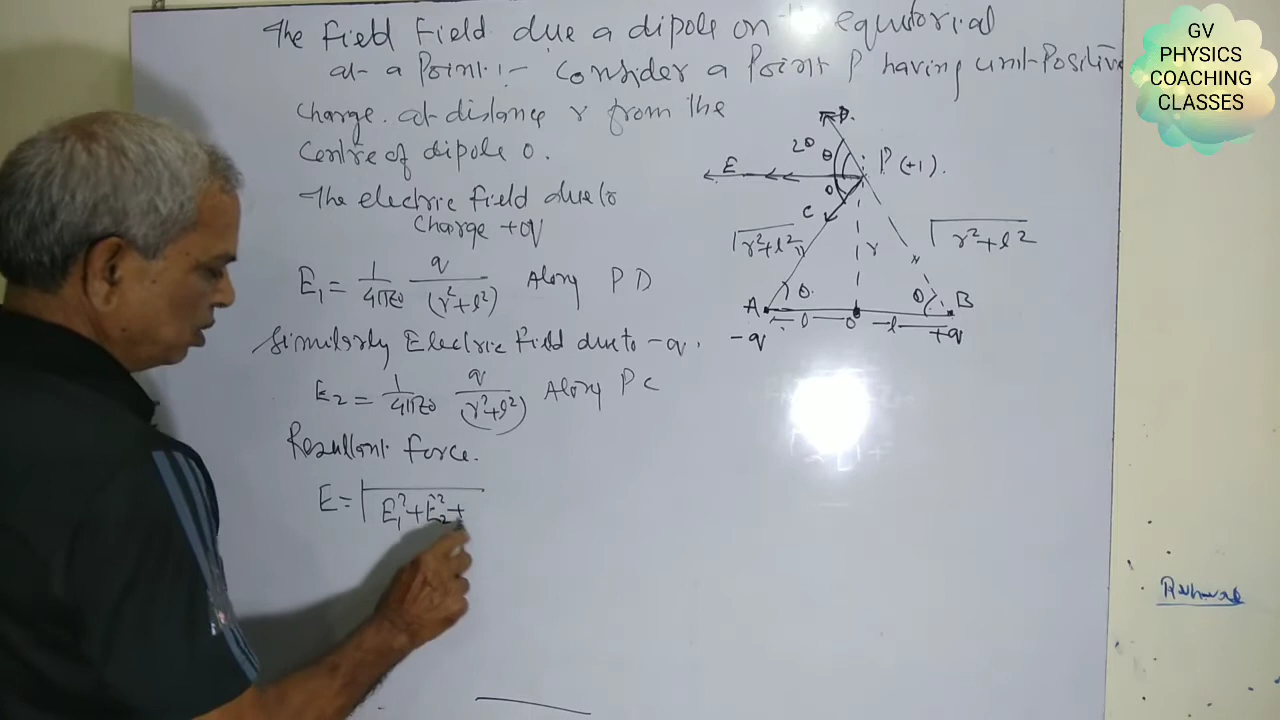 The Field Field due a dipole on the equitorial
at a Point :- Consider a Point P having unit Positive
Charge. at distance r from the
Centre of dipole O.
The electric field due to
Charge +q
E₁ = 1/4πε₀ q/(r²+l²) Along PD
Similarly Electric Field due to -q.
E₂ = 1/4πε₀ q/(r²+l²) Along PC
Resultant force.
E = √E₁²+E₂²+
D.
2θ
θ
P (+1).
E
θ
C
√r²+l²
r
√r²+l²
A
θ.
θ
B
l
O
l
-q
+q
GV
PHYSICS
COACHING
CLASSES